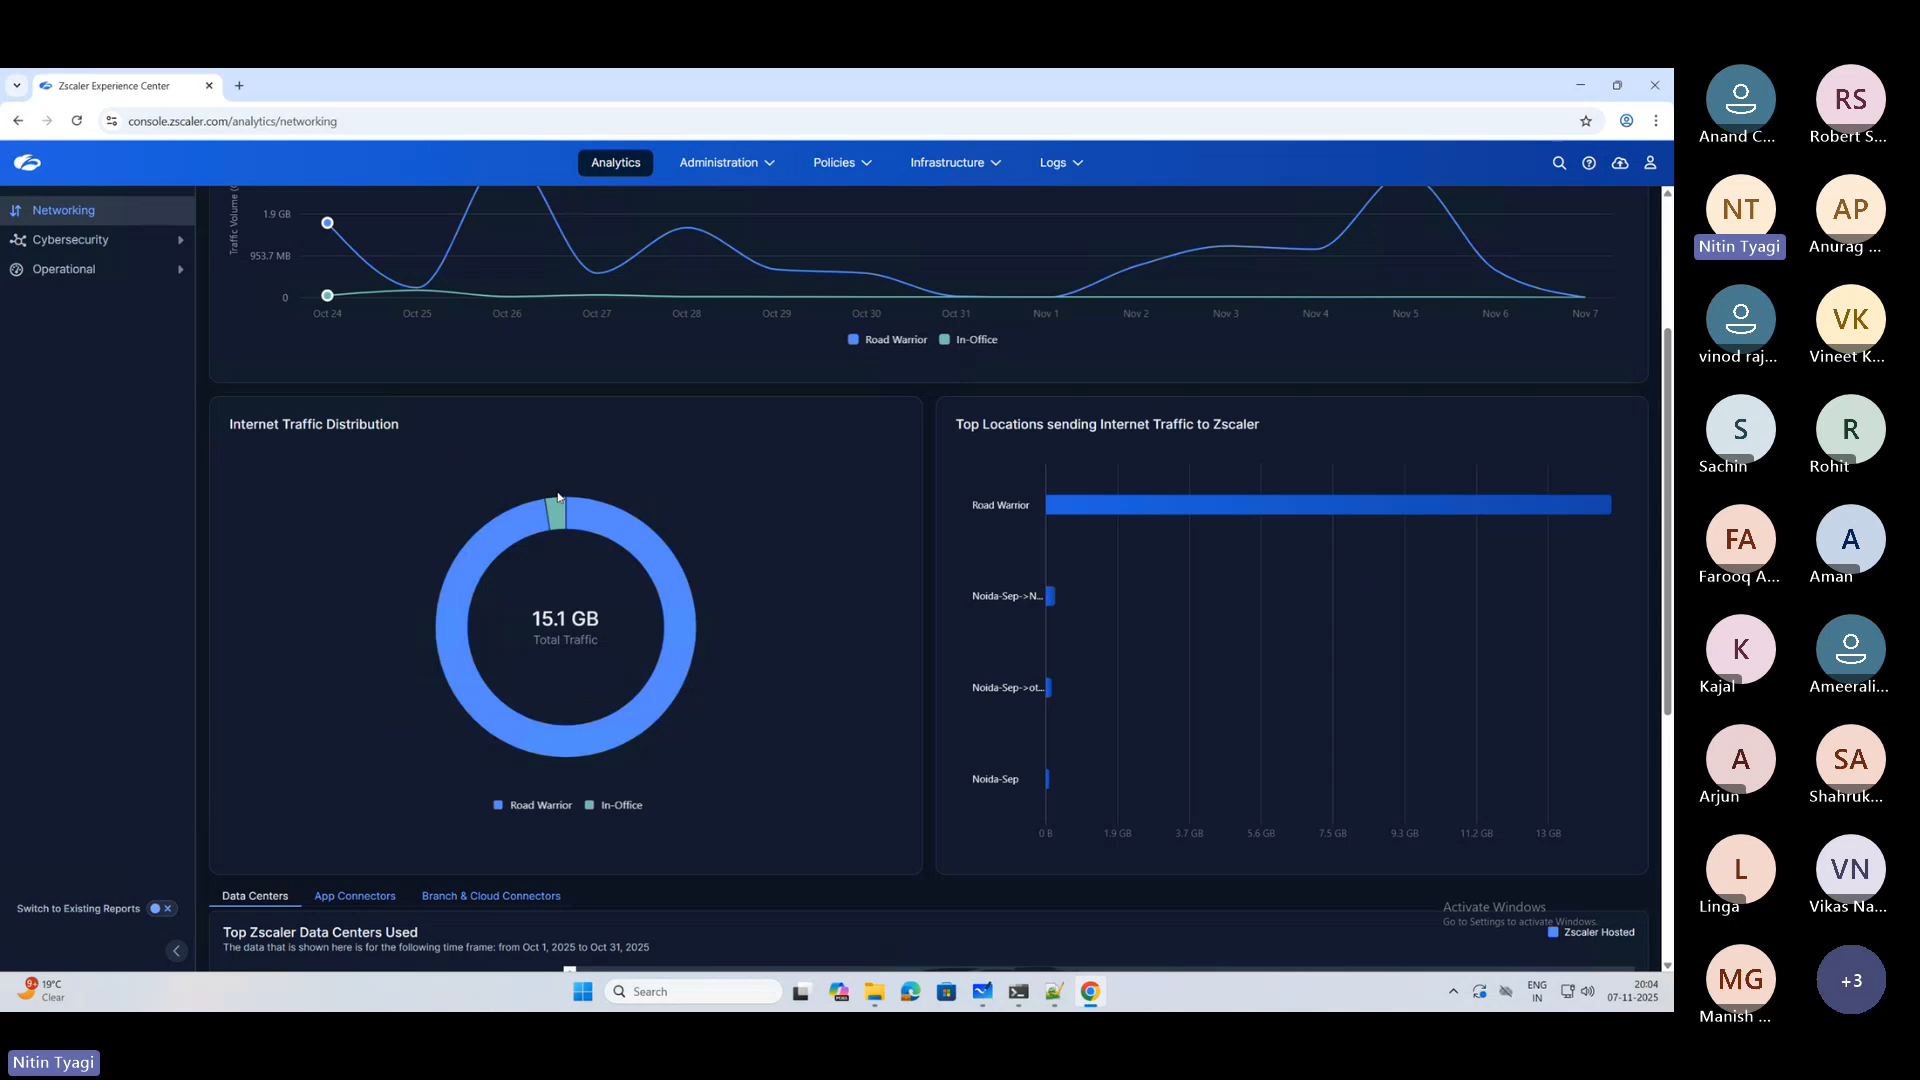 Zscaler Experience Center
console.zscaler.com/analytics/networking
Analytics
Administration
Policies
Infrastructure
Logs
Networking
Cybersecurity
Operational
Switch to Existing Reports
Traffic Volume (
1.9 GB
953.7 MB
0
Oct 24
Oct 25
Oct 26
Oct 27
Oct 28
Oct 29
Oct 30
Oct 31
Nov 1
Nov 2
Nov 3
Nov 4
Nov 5
Nov 6
Nov 7
Road Warrior
In-Office
Internet Traffic Distribution
15.1 GB
Total Traffic
Road Warrior
In-Office
Top Locations sending Internet Traffic to Zscaler
Road Warrior
Noida-Sep->N...
Noida-Sep->ot...
Noida-Sep
0 B
1.9 GB
3.7 GB
5.6 GB
7.5 GB
9.3 GB
11.2 GB
13 GB
Data Centers
App Connectors
Branch & Cloud Connectors
Top Zscaler Data Centers Used
The data that is shown here is for the following time frame: from Oct 1, 2025 to Oct 31, 2025
Zscaler Hosted
Activate Windows
Go to Settings to activate Windows.
9+
19°C
Clear
Search
ENG
IN
20:04
07-11-2025
Anand C...
RS
Robert S...
NT
Nitin Tyagi
AP
Anurag ...
vinod raj...
VK
Vineet K...
S
Sachin
R
Rohit
FA
Farooq A...
A
Aman
K
Kajal
Ameerali...
A
Arjun
SA
Shahruk...
L
Linga
VN
Vikas Na...
MG
Manish ...
+3
Nitin Tyagi